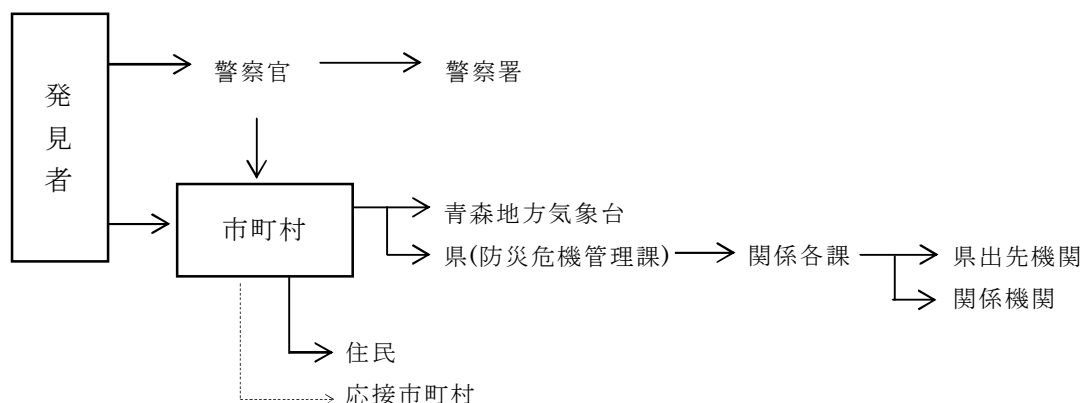 発見者
警察官
警察署
市町村
青森地方気象台
県(防災危機管理課)
関係各課
県出先機関
関係機関
住民
応接市町村